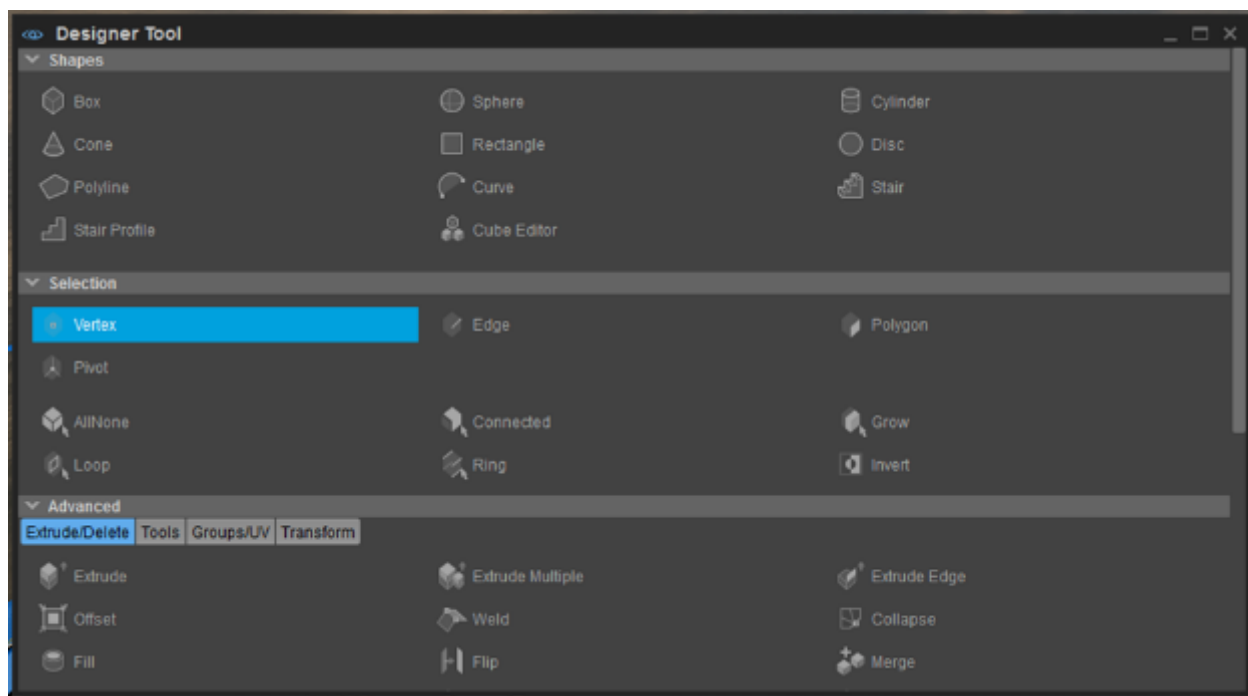 Designer Tool
Shapes
Box Sphere Cylinder
Cone Rectangle Disc
Polyline Curve Stair
Stair Profile Cube Editor
Selection
Vertex Edge Polygon
Pivot
AllNone Connected Grow
Loop Ring Invert
Advanced
Extrude/Delete Tools Groups/UV Transform
Extrude Extrude Multiple Extrude Edge
Offset Weld Collapse
Fill Flip Merge